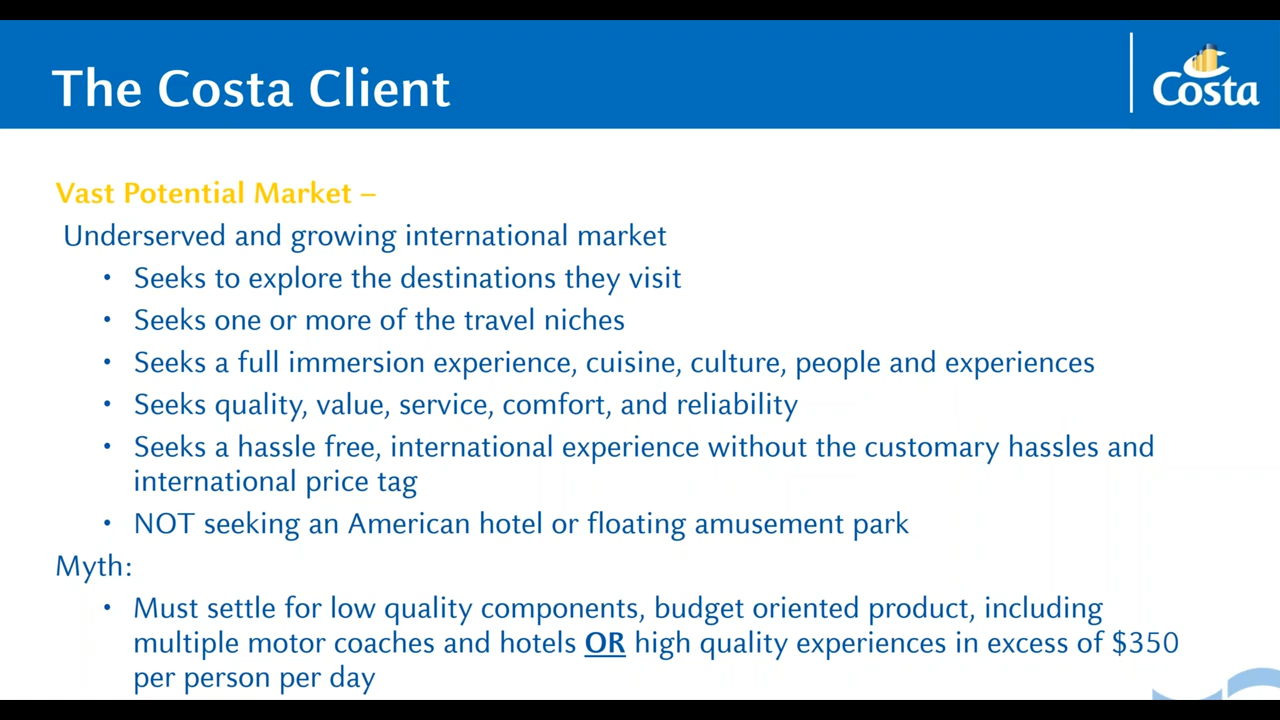 The Costa Client
Costa
Vast Potential Market –
Underserved and growing international market
• Seeks to explore the destinations they visit
• Seeks one or more of the travel niches
• Seeks a full immersion experience, cuisine, culture, people and experiences
• Seeks quality, value, service, comfort, and reliability
• Seeks a hassle free, international experience without the customary hassles and
international price tag
• NOT seeking an American hotel or floating amusement park
Myth:
• Must settle for low quality components, budget oriented product, including
multiple motor coaches and hotels OR high quality experiences in excess of $350
per person per day